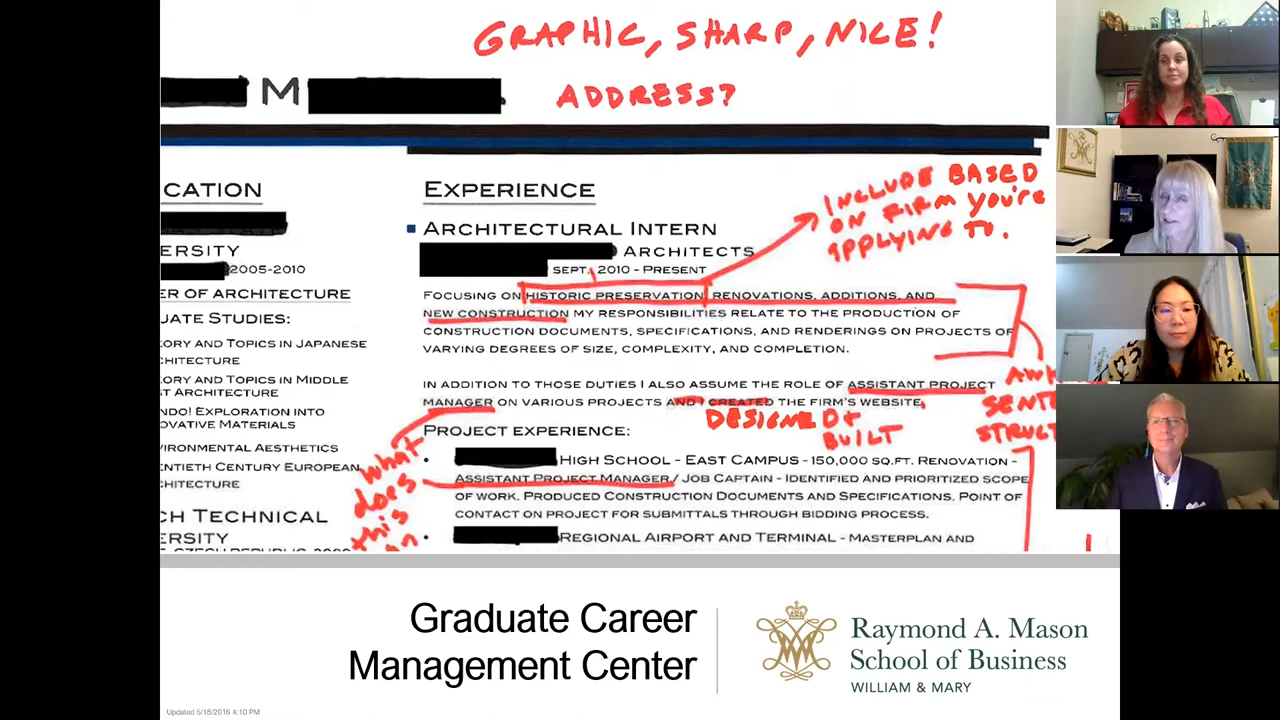 GRAPHIC, SHARP, NICE!
M
ADDRESS?
CATION
ERSITY
2005-2010
ER OF ARCHITECTURE
UATE STUDIES:
ORY AND TOPICS IN JAPANESE
CHITECTURE
ORY AND TOPICS IN MIDDLE
ST ARCHITECTURE
NDO! EXPLORATION INTO
OVATIVE MATERIALS
VIRONMENTAL AESTHETICS
ENTIETH CENTURY EUROPEAN
CHITECTURE
CH TECHNICAL
ERSITY
EXPERIENCE
ARCHITECTURAL INTERN
ARCHITECTS
SEPT. 2010 - PRESENT
INCLUDE BASED
ON FIRM YOU'RE
APPLYING TO.
FOCUSING ON HISTORIC PRESERVATION, RENOVATIONS, ADDITIONS, AND
NEW CONSTRUCTION MY RESPONSIBILITIES RELATE TO THE PRODUCTION OF
CONSTRUCTION DOCUMENTS, SPECIFICATIONS, AND RENDERINGS ON PROJECTS OF
VARYING DEGREES OF SIZE, COMPLEXITY, AND COMPLETION.
IN ADDITION TO THOSE DUTIES I ALSO ASSUME THE ROLE OF ASSISTANT PROJECT
MANAGER ON VARIOUS PROJECTS AND I CREATED THE FIRM'S WEBSITE.
AW
SENTE
STRUCT
DESIGNED &
BUILT
What
does
this
PROJECT EXPERIENCE:
HIGH SCHOOL - EAST CAMPUS - 150,000 SQ.FT. RENOVATION -
ASSISTANT PROJECT MANAGER / JOB CAPTAIN - IDENTIFIED AND PRIORITIZED SCOPE
OF WORK. PRODUCED CONSTRUCTION DOCUMENTS AND SPECIFICATIONS. POINT OF
CONTACT ON PROJECT FOR SUBMITTALS THROUGH BIDDING PROCESS.
REGIONAL AIRPORT AND TERMINAL - MASTERPLAN AND
Graduate Career
Management Center
Raymond A. Mason
School of Business
WILLIAM & MARY
Updated 5/18/2016 4:10 PM